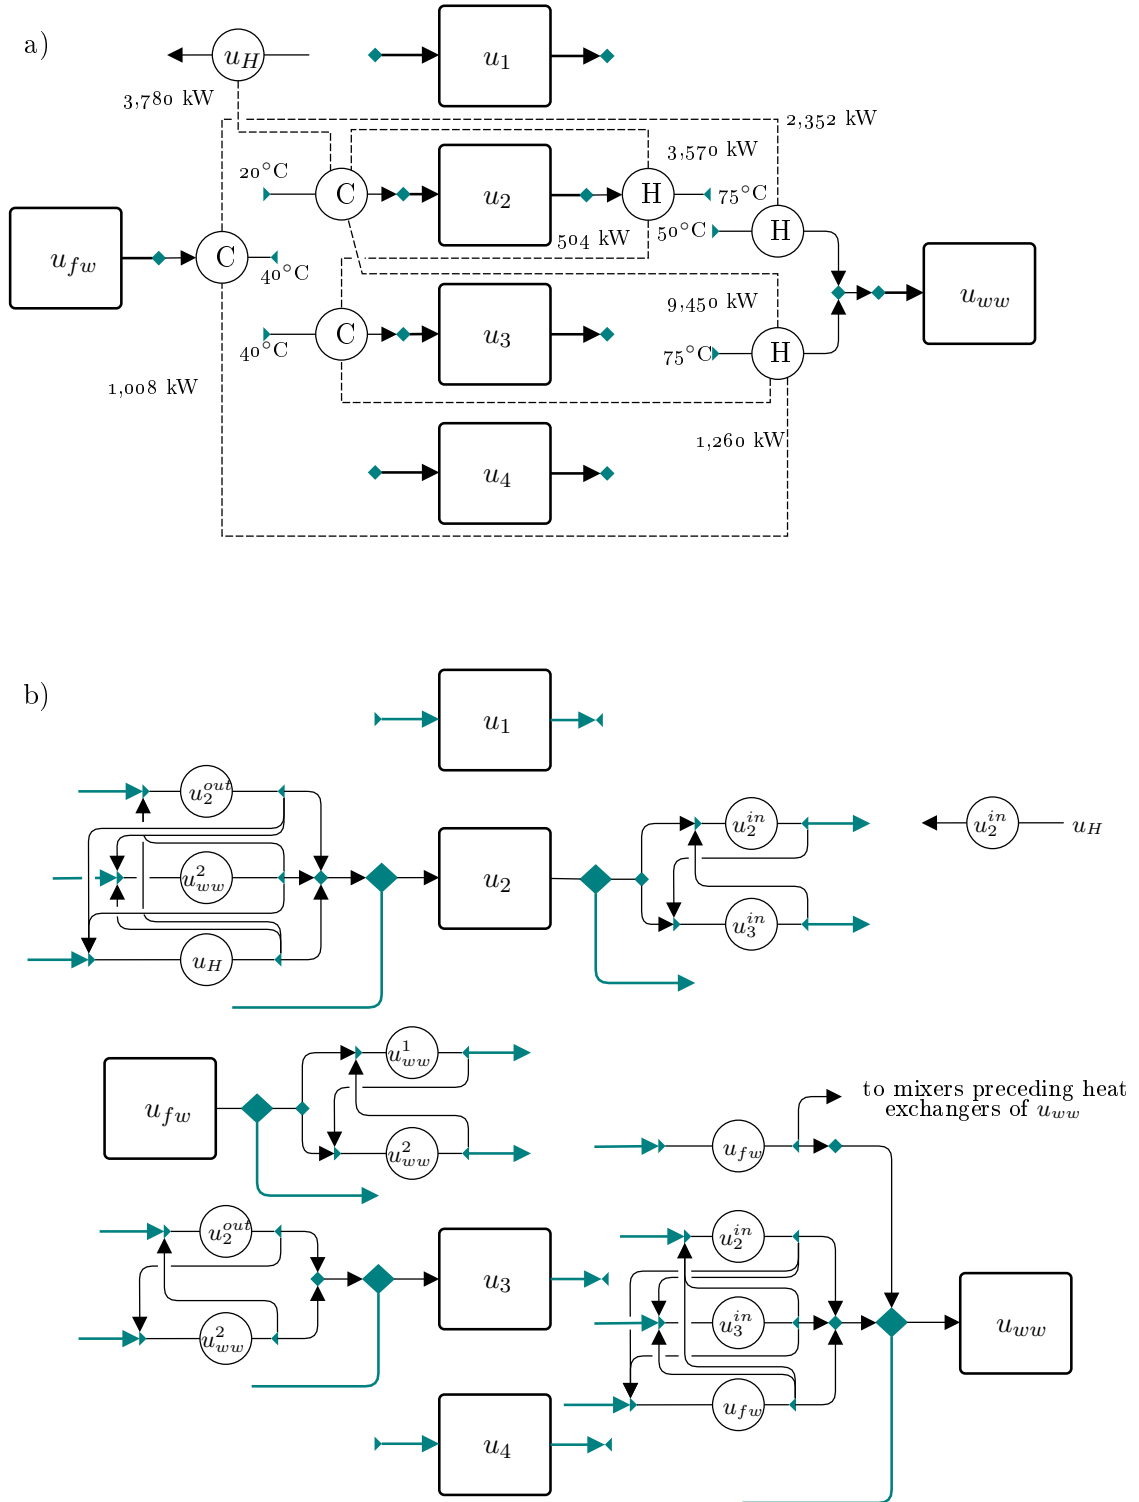 a)
u_H
u_1
3,780 kW
2,352 kW
3,570 kW
20°C
C
u_2
H
75°C
50°C
H
504 kW
u_fw
C
40°C
u_ww
9,450 kW
C
u_3
H
40°C
75°C
1,008 kW
1,260 kW
u_4
b)
u_1
u_2^out
u_2^in
u_2^in
u_H
u_ww^2
u_2
u_3^in
u_H
u_ww^1
u_fw
to mixers preceding heat
exchangers of u_ww
u_ww^2
u_fw
u_2^out
u_2^in
u_3
u_3^in
u_ww
u_ww^2
u_fw
u_4